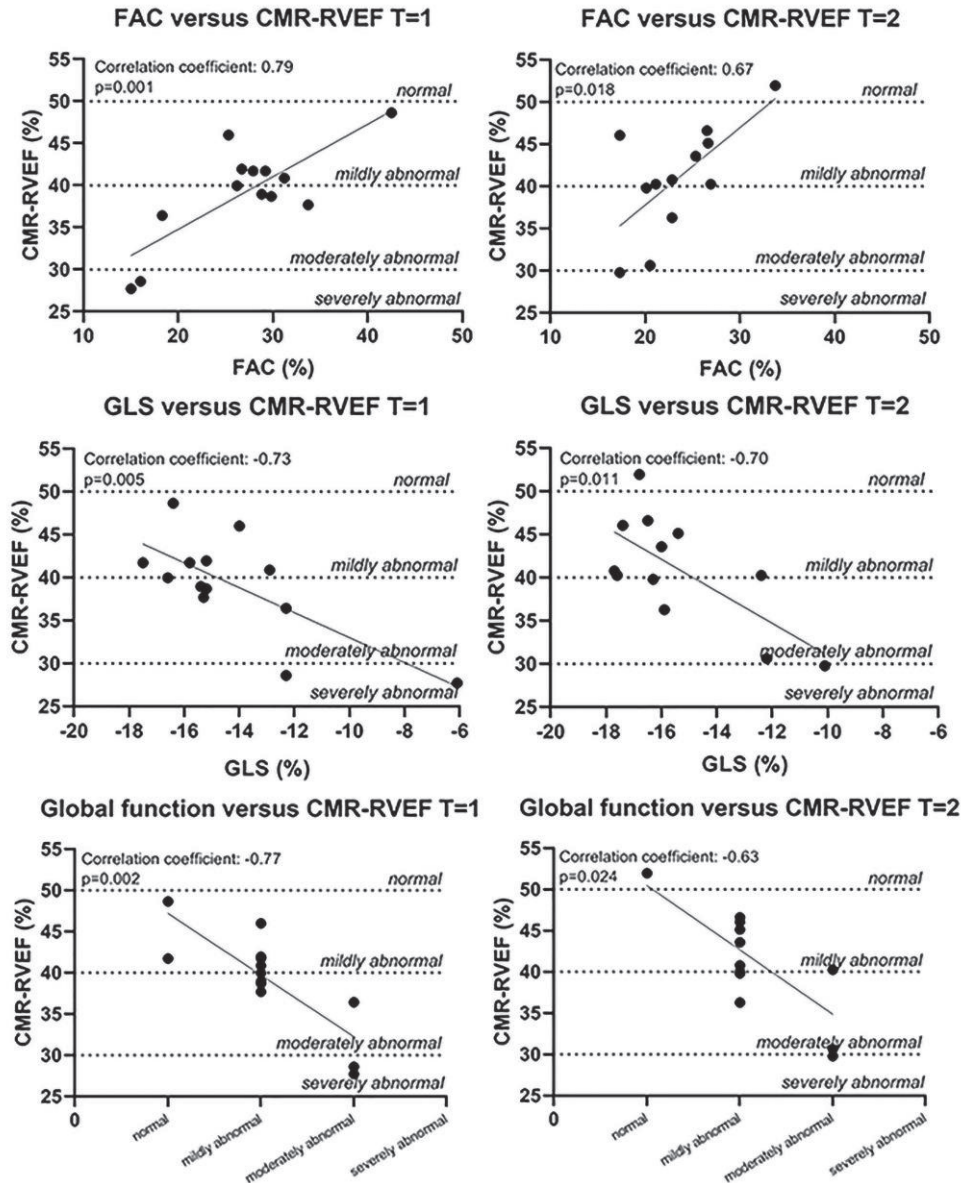 FAC versus CMR-RVEF T=1
Correlation coefficient: 0.79
p=0.001
normal
mildly abnormal
moderately abnormal
severely abnormal
CMR-RVEF (%)
55
50
45
40
35
30
25
10 20 30 40 50
FAC (%)
FAC versus CMR-RVEF T=2
Correlation coefficient: 0.67
p=0.018
normal
mildly abnormal
moderately abnormal
severely abnormal
CMR-RVEF (%)
55
50
45
40
35
30
25
10 20 30 40 50
FAC (%)
GLS versus CMR-RVEF T=1
Correlation coefficient: -0.73
p=0.005
normal
mildly abnormal
moderately abnormal
severely abnormal
CMR-RVEF (%)
55
50
45
40
35
30
25
-20 -18 -16 -14 -12 -10 -8 -6
GLS (%)
GLS versus CMR-RVEF T=2
Correlation coefficient: -0.70
p=0.011
normal
mildly abnormal
moderately abnormal
severely abnormal
CMR-RVEF (%)
55
50
45
40
35
30
25
-20 -18 -16 -14 -12 -10 -8 -6
GLS (%)
Global function versus CMR-RVEF T=1
Correlation coefficient: -0.77
p=0.002
normal
mildly abnormal
moderately abnormal
severely abnormal
CMR-RVEF (%)
55
50
45
40
35
30
25
0
normal
mildly abnormal
moderately abnormal
severely abnormal
Global function versus CMR-RVEF T=2
Correlation coefficient: -0.63
p=0.024
normal
mildly abnormal
moderately abnormal
severely abnormal
CMR-RVEF (%)
55
50
45
40
35
30
25
0
normal
mildly abnormal
moderately abnormal
severely abnormal